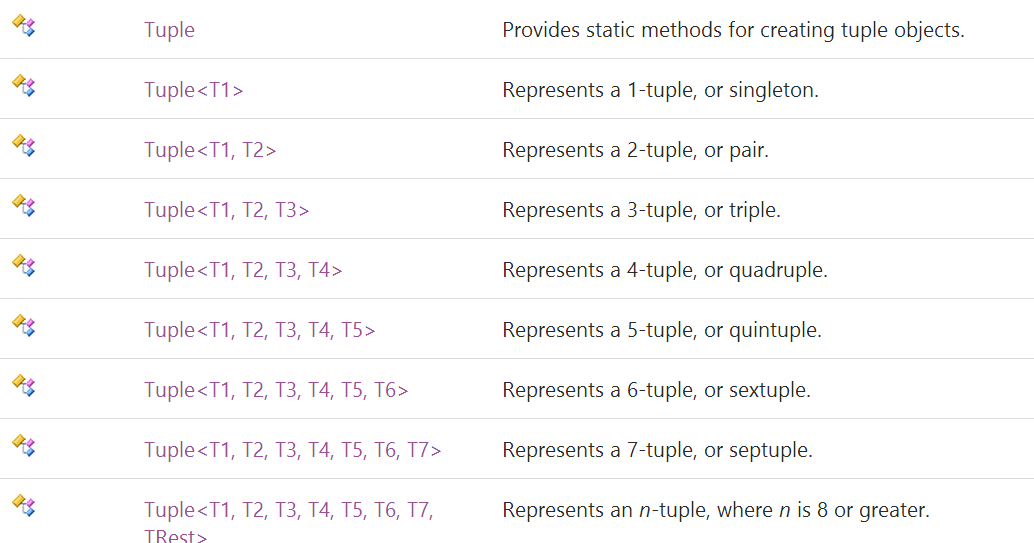 Tuple Provides static methods for creating tuple objects.
Tuple<T1> Represents a 1-tuple, or singleton.
Tuple<T1, T2> Represents a 2-tuple, or pair.
Tuple<T1, T2, T3> Represents a 3-tuple, or triple.
Tuple<T1, T2, T3, T4> Represents a 4-tuple, or quadruple.
Tuple<T1, T2, T3, T4, T5> Represents a 5-tuple, or quintuple.
Tuple<T1, T2, T3, T4, T5, T6> Represents a 6-tuple, or sextuple.
Tuple<T1, T2, T3, T4, T5, T6, T7> Represents a 7-tuple, or septuple.
Tuple<T1, T2, T3, T4, T5, T6, T7, Represents an n-tuple, where n is 8 or greater.
TRest>